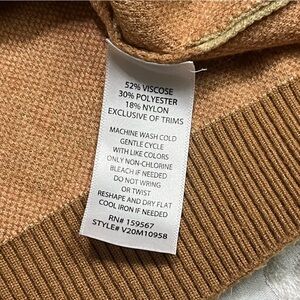 52% VISCOSE
30% POLYESTER
18% NYLON
EXCLUSIVE OF TRIMS
MACHINE WASH COLD
GENTLE CYCLE
WITH LIKE COLORS
ONLY NON-CHLORINE
BLEACH IF NEEDED
DO NOT WRING
OR TWIST
RESHAPE AND DRY FLAT
COOL IRON IF NEEDED
RN# 159567
STYLE# V20M10958